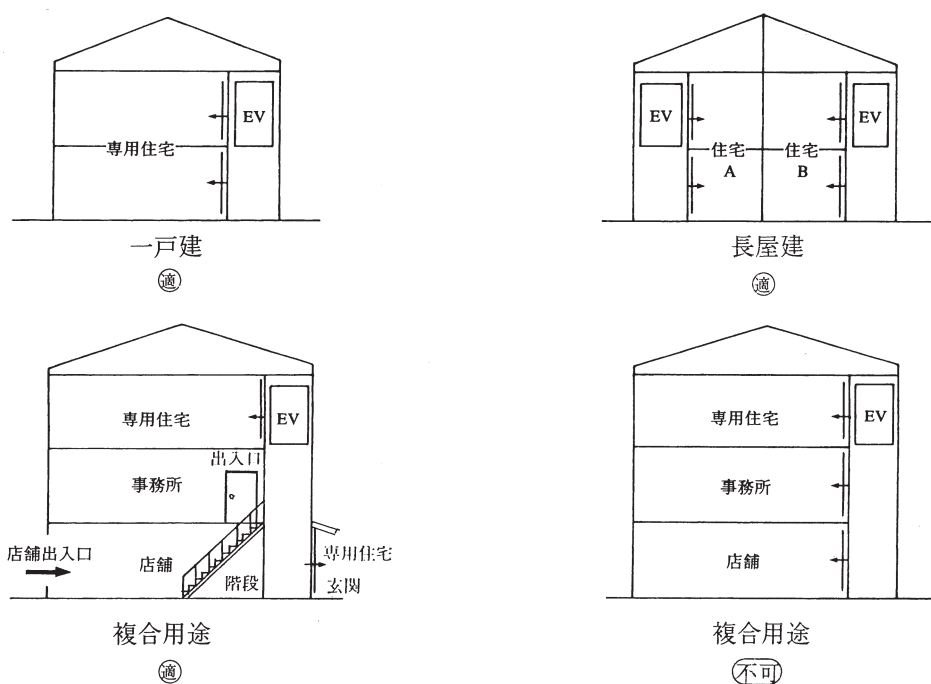 EV
専用住宅
一戸建
適
EV
EV
住宅
A
住宅
B
長屋建
適
専用住宅
EV
出入口
事務所
店舗出入口
店舗
階段
専用住宅
玄関
複合用途
適
専用住宅
EV
事務所
店舗
複合用途
不可